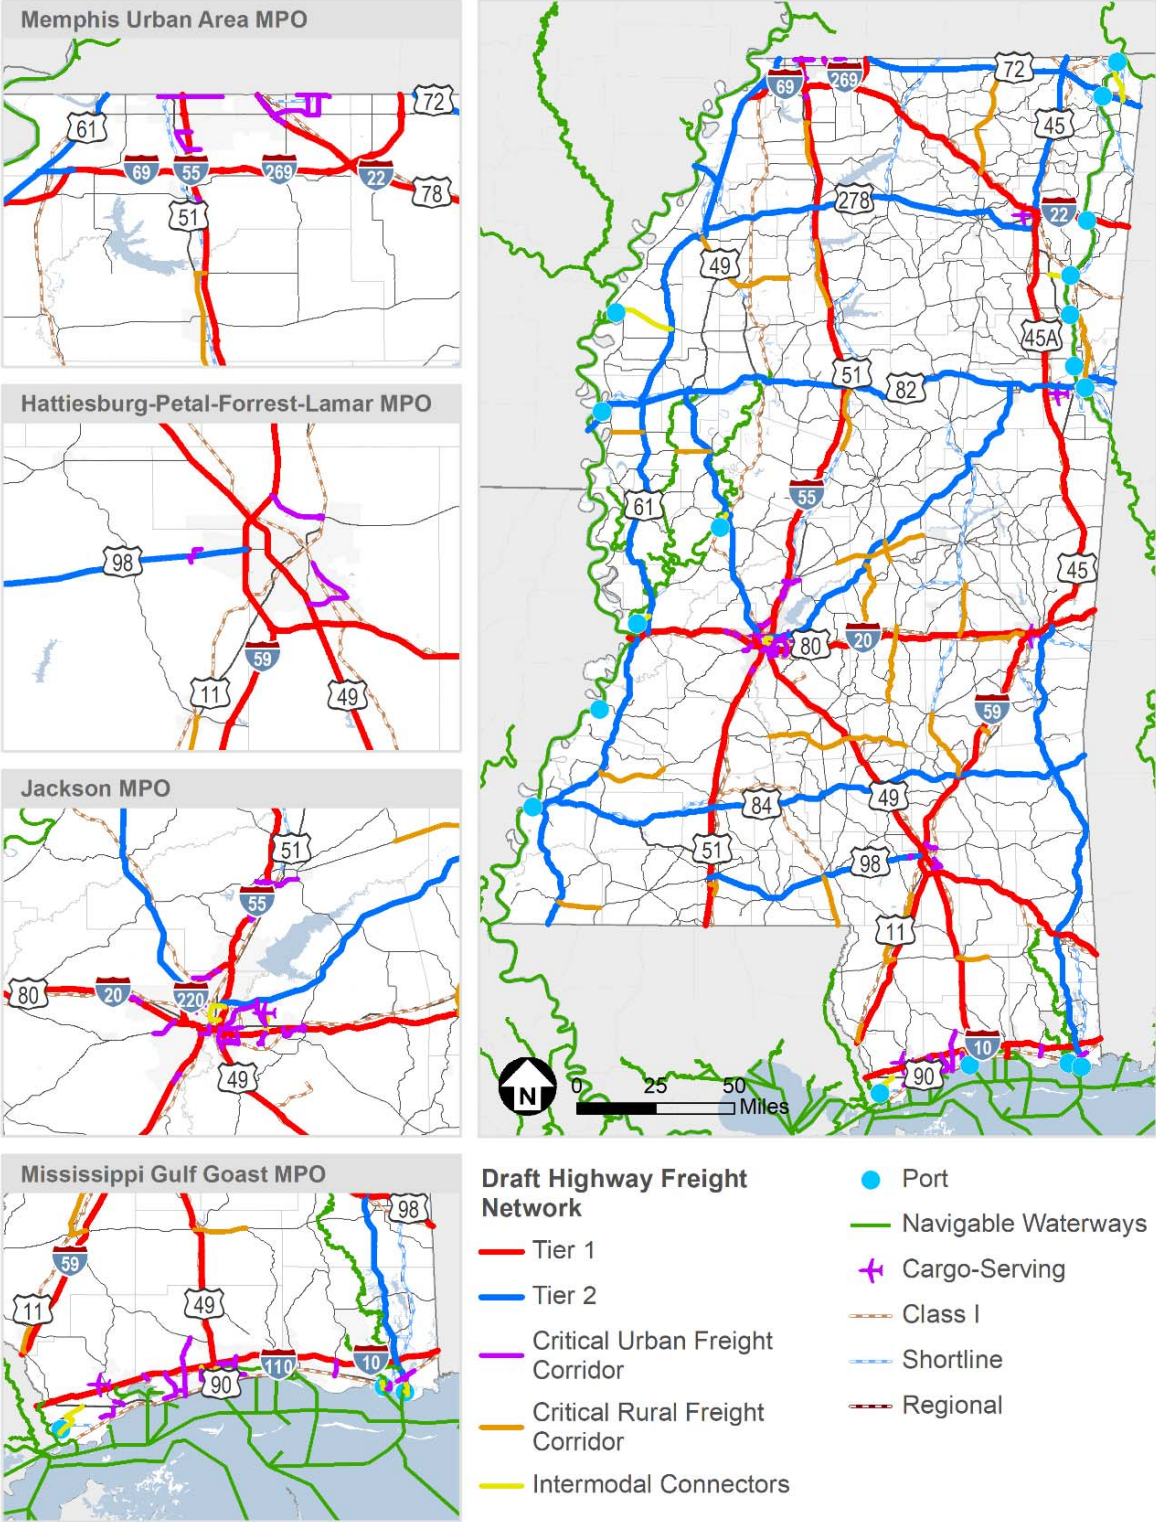 Memphis Urban Area MPO
61
72
69
55
269
22
78
51
Hattiesburg-Petal-Forrest-Lamar MPO
98
59
11
49
Jackson MPO
51
55
80
20
220
49
Mississippi Gulf Goast MPO
98
59
11
49
110
10
90
69
269
72
45
278
22
49
45A
51
82
61
55
45
80
20
59
84
49
51
98
11
10
90
N
0 25 50
Miles
Draft Highway Freight
Network
Tier 1
Tier 2
Critical Urban Freight
Corridor
Critical Rural Freight
Corridor
Intermodal Connectors
Port
Navigable Waterways
Cargo-Serving
Class I
Shortline
Regional